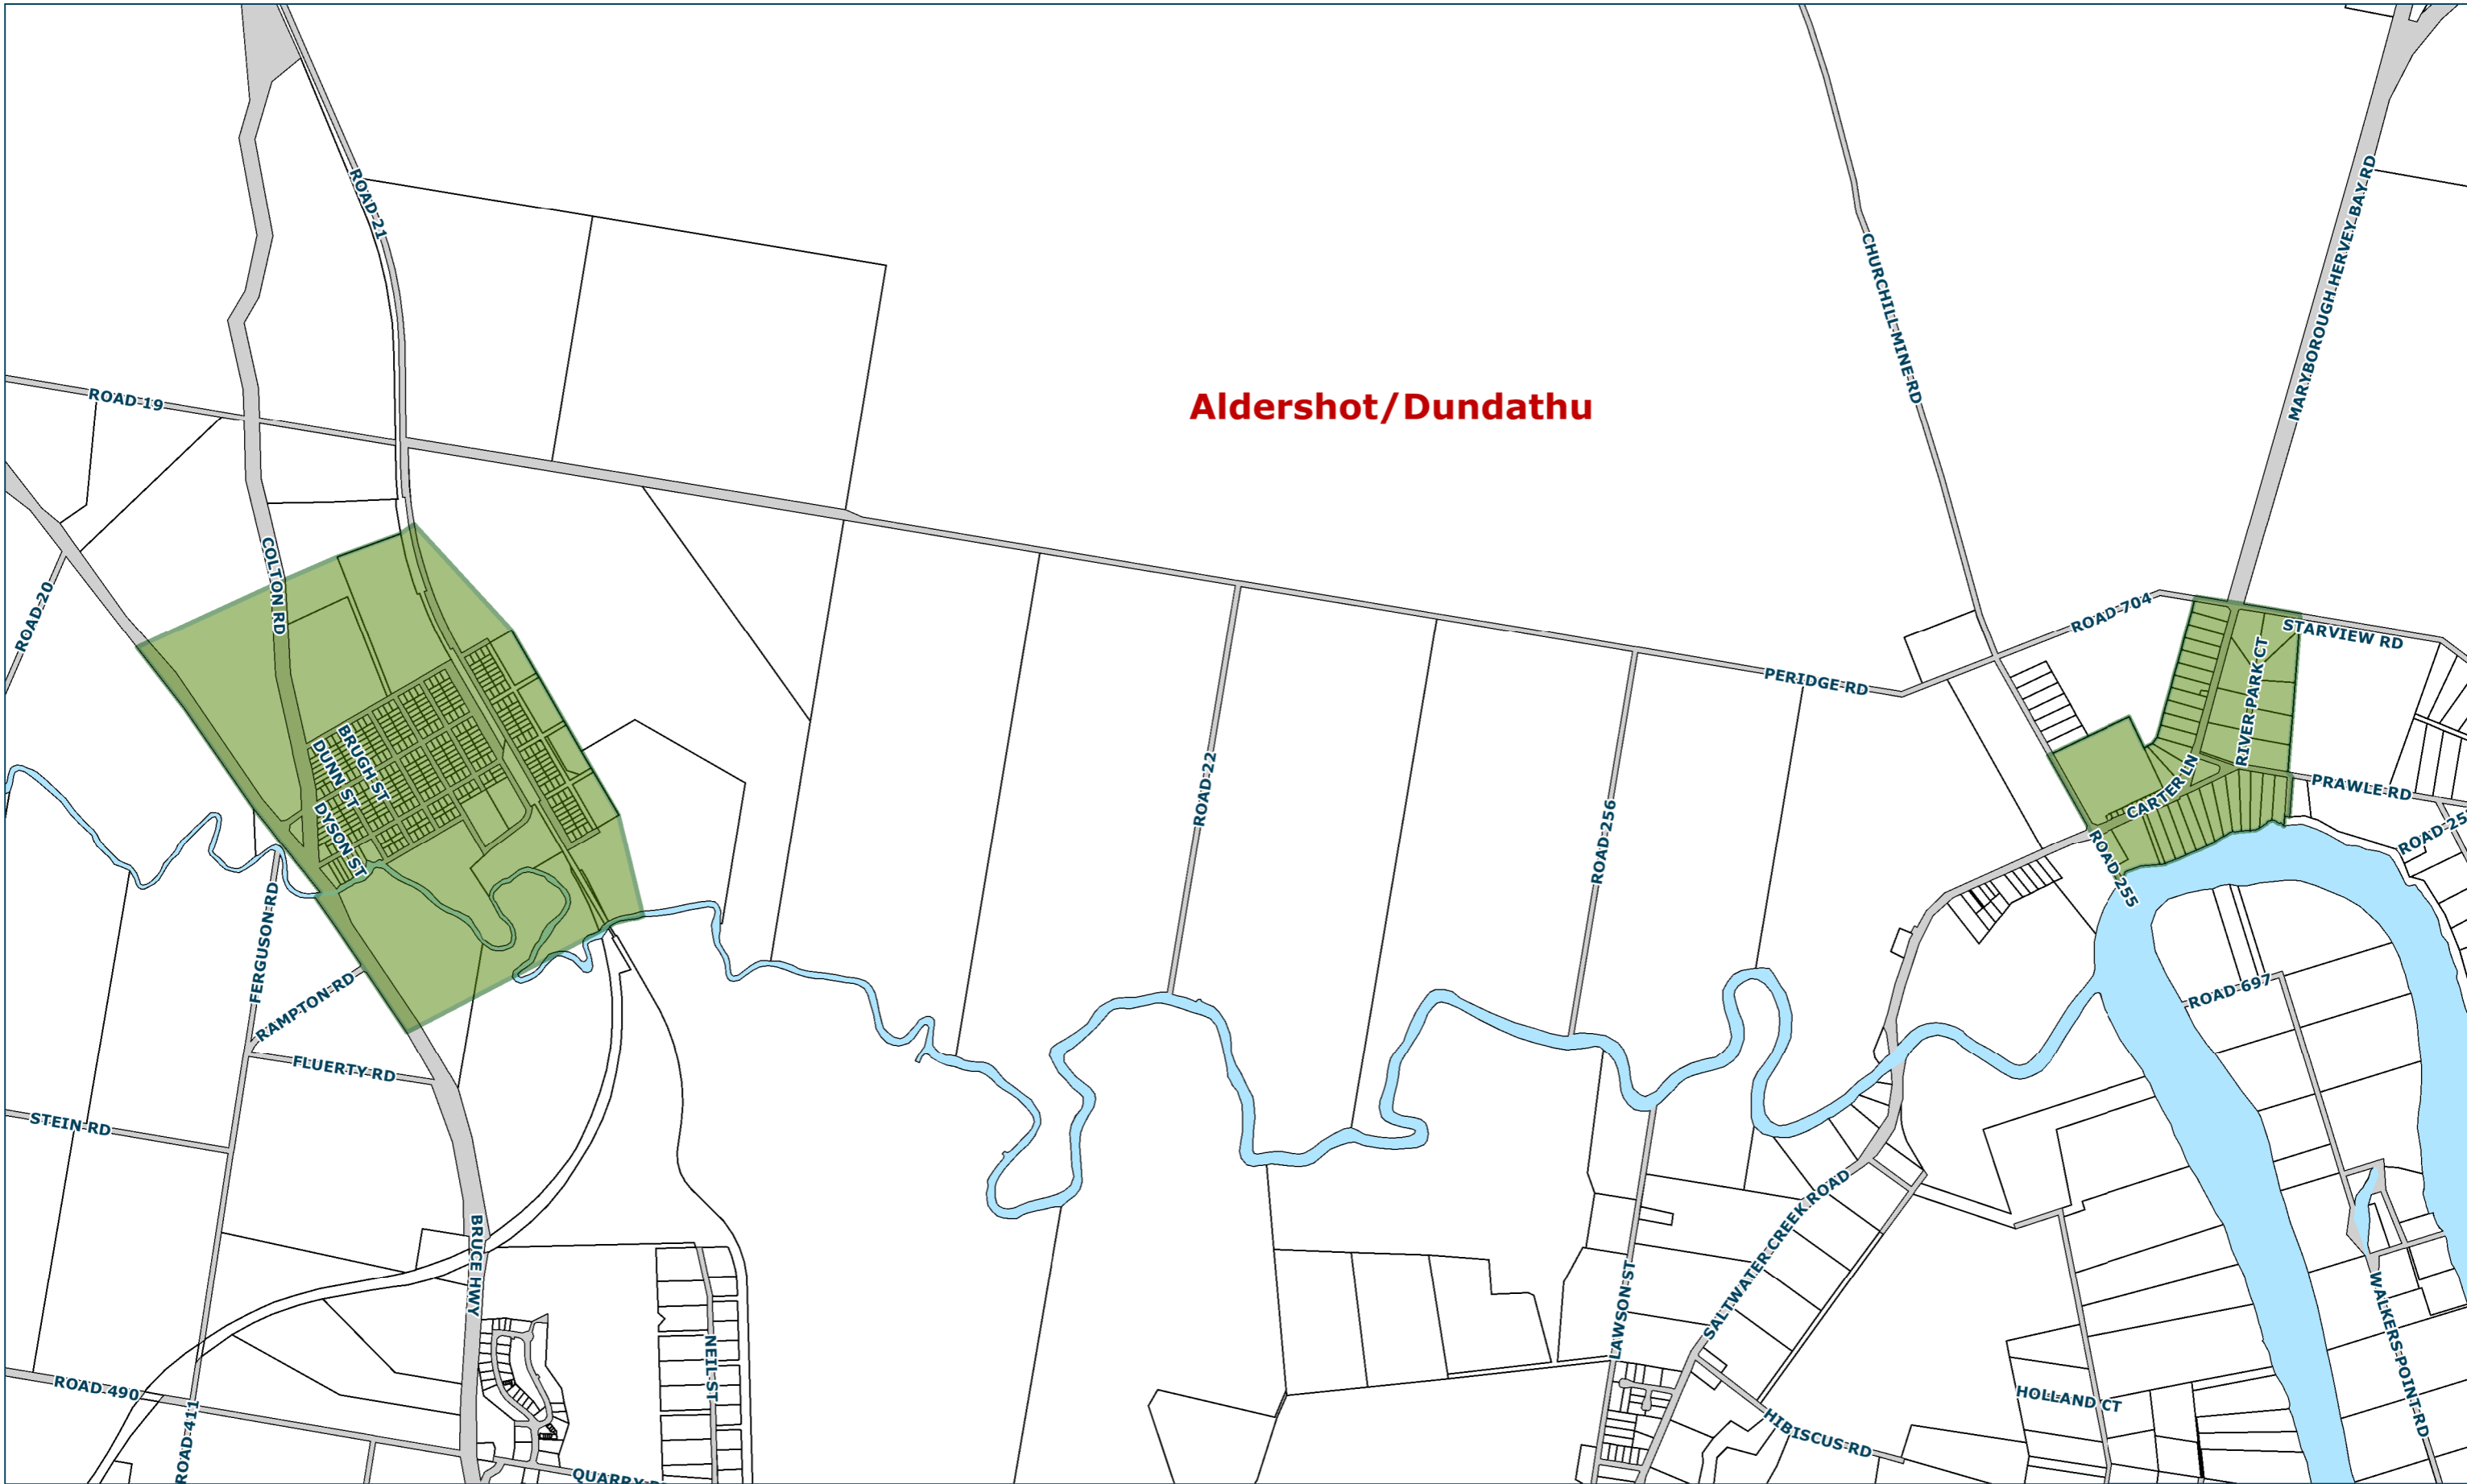 ROAD 21
MARYBOROUGH HERVEY BAY RD
CHURCHILL MINE RD
ROAD 19
Aldershot/Dundathu
COLTON RD
ROAD 20
ROAD 704
STARVIEW RD
RIVER PARK CT
PERIDGE RD
BRUGH ST
DUNN ST
DYSON ST
ROAD 22
ROAD 256
CARTER LN
PRAWLE RD
ROAD 25
ROAD 255
FERGUSON RD
RAMPTON RD
ROAD 697
FLUERTY RD
STEIN RD
BRUCE HWY
SALTWATER CREEK ROAD
LAWSON ST
NEIL ST
WALKERS POINT RD
ROAD 490
HOLLAND CT
ROAD 411
HIBISCUS RD
QUARRY R